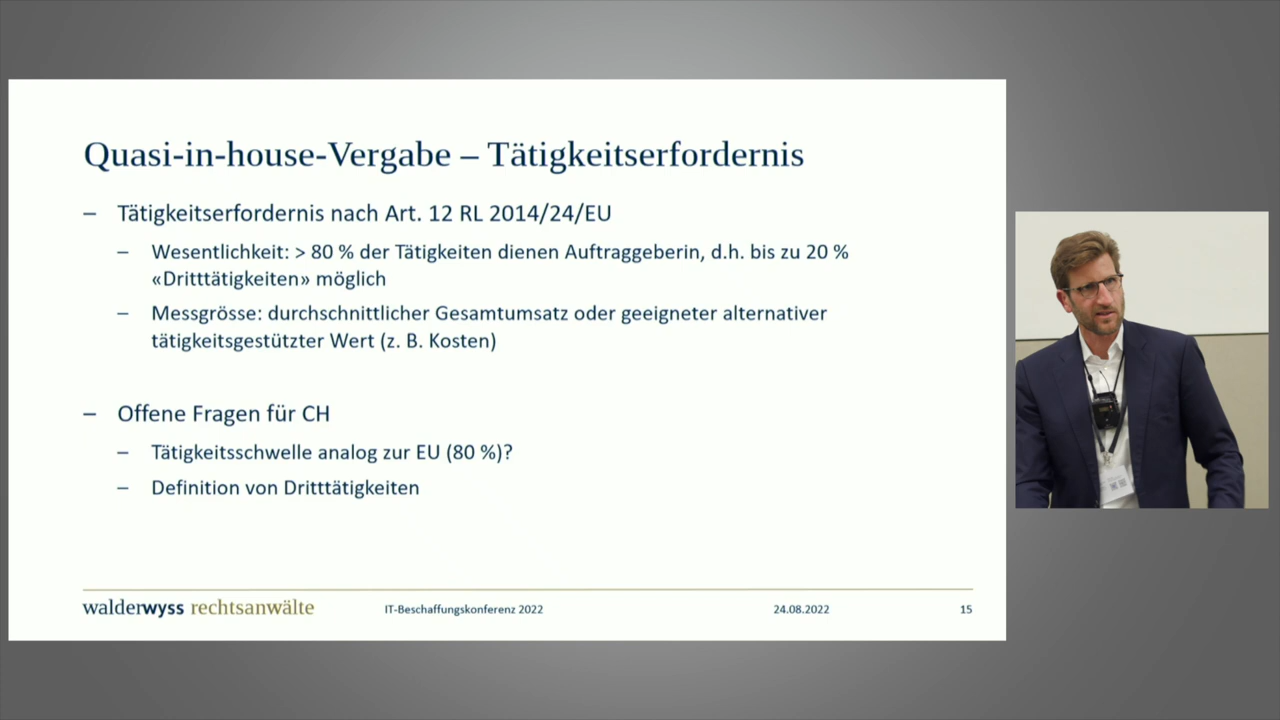 Quasi-in-house-Vergabe – Tätigkeitserfordernis
– Tätigkeitserfordernis nach Art. 12 RL 2014/24/EU
– Wesentlichkeit: > 80 % der Tätigkeiten dienen Auftraggeberin, d.h. bis zu 20 %
«Dritttätigkeiten» möglich
– Messgrösse: durchschnittlicher Gesamtumsatz oder geeigneter alternativer
tätigkeitsgestützter Wert (z. B. Kosten)
– Offene Fragen für CH
– Tätigkeitsschwelle analog zur EU (80 %)?
– Definition von Dritttätigkeiten
walderwyss rechtsanwälte IT-Beschaffungskonferenz 2022 24.08.2022 15